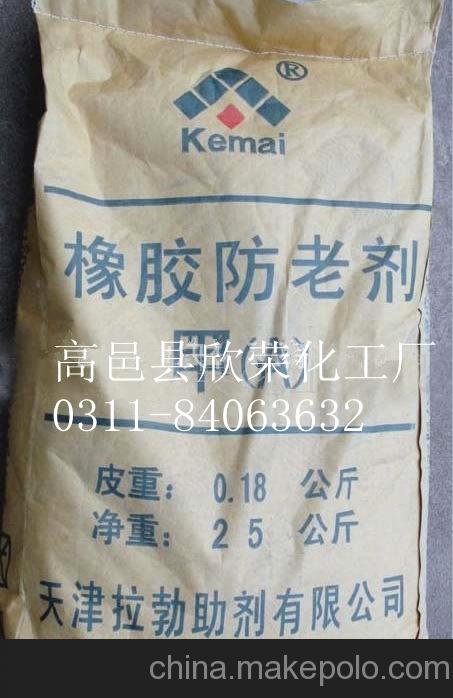 ®
Kemai
橡胶防老剂
甲(A)
高邑县欣荣化工厂
0311-84063632
皮重：0.18 公斤
净重：25 公斤
天津拉勃助剂有限公司
china.makepolo.com